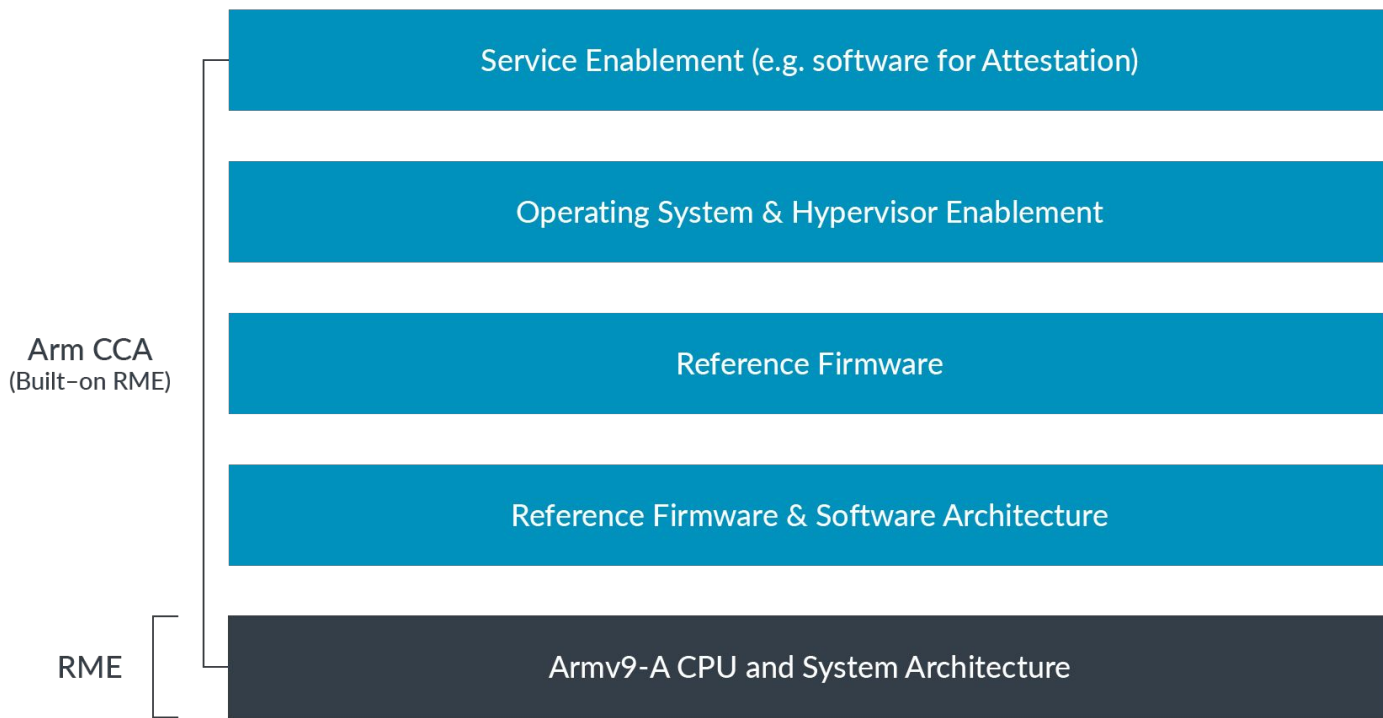 Service Enablement (e.g. software for Attestation)
Operating System & Hypervisor Enablement
Arm CCA
(Built–on RME)
Reference Firmware
Reference Firmware & Software Architecture
RME
Armv9-A CPU and System Architecture